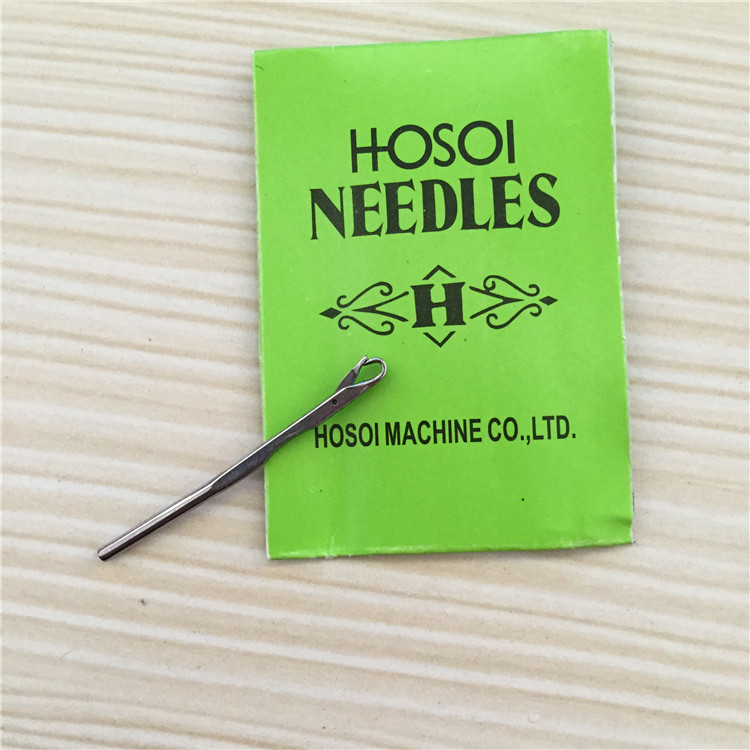 HOSOI
NEEDLES
H
HOSOI MACHINE CO.,LTD.